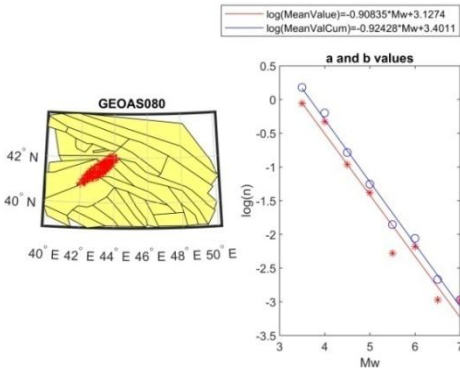 log(MeanValue)=-0.90835*Mw+3.1274
log(MeanValCum)=-0.92428*Mw+3.4011
GEOAS080
42° N
40° N
40° E 42° E 44° E 46° E 48° E 50° E
a and b values
0.5
0
-0.5
-1
-1.5
-2
-2.5
-3
-3.5
log(n)
3 4 5 6 7
Mw